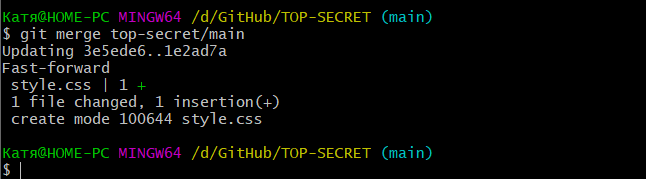 Катя@HOME-PC MINGW64 /d/GitHub/TOP-SECRET (main)
$ git merge top-secret/main
Updating 3e5ede6..1e2ad7a
Fast-forward
 style.css | 1 +
 1 file changed, 1 insertion(+)
 create mode 100644 style.css
Катя@HOME-PC MINGW64 /d/GitHub/TOP-SECRET (main)
$